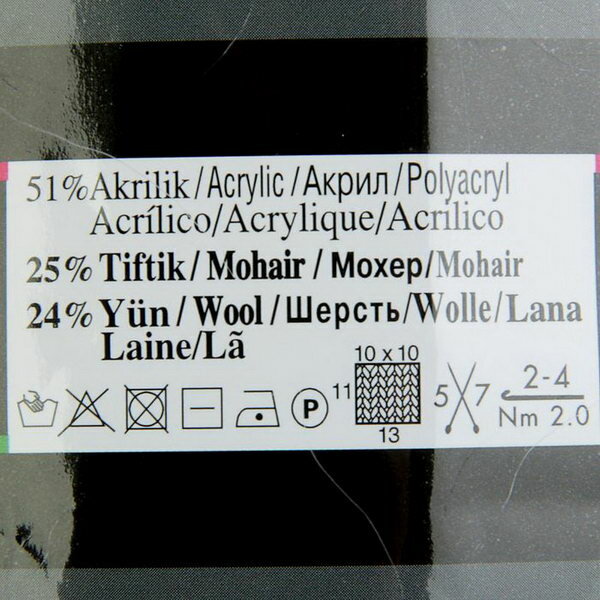 51% Akrilik / Acrylic / Акрил / Polyacryl
Acrílico/Acrylique/Acrilico
25% Tiftik / Mohair / Мохер/Mohair
24% Yün / Wool / Шерсть/Wolle/Lana
Laine/Lã
10 x 10
11
13
P
5 7
2-4
Nm 2.0